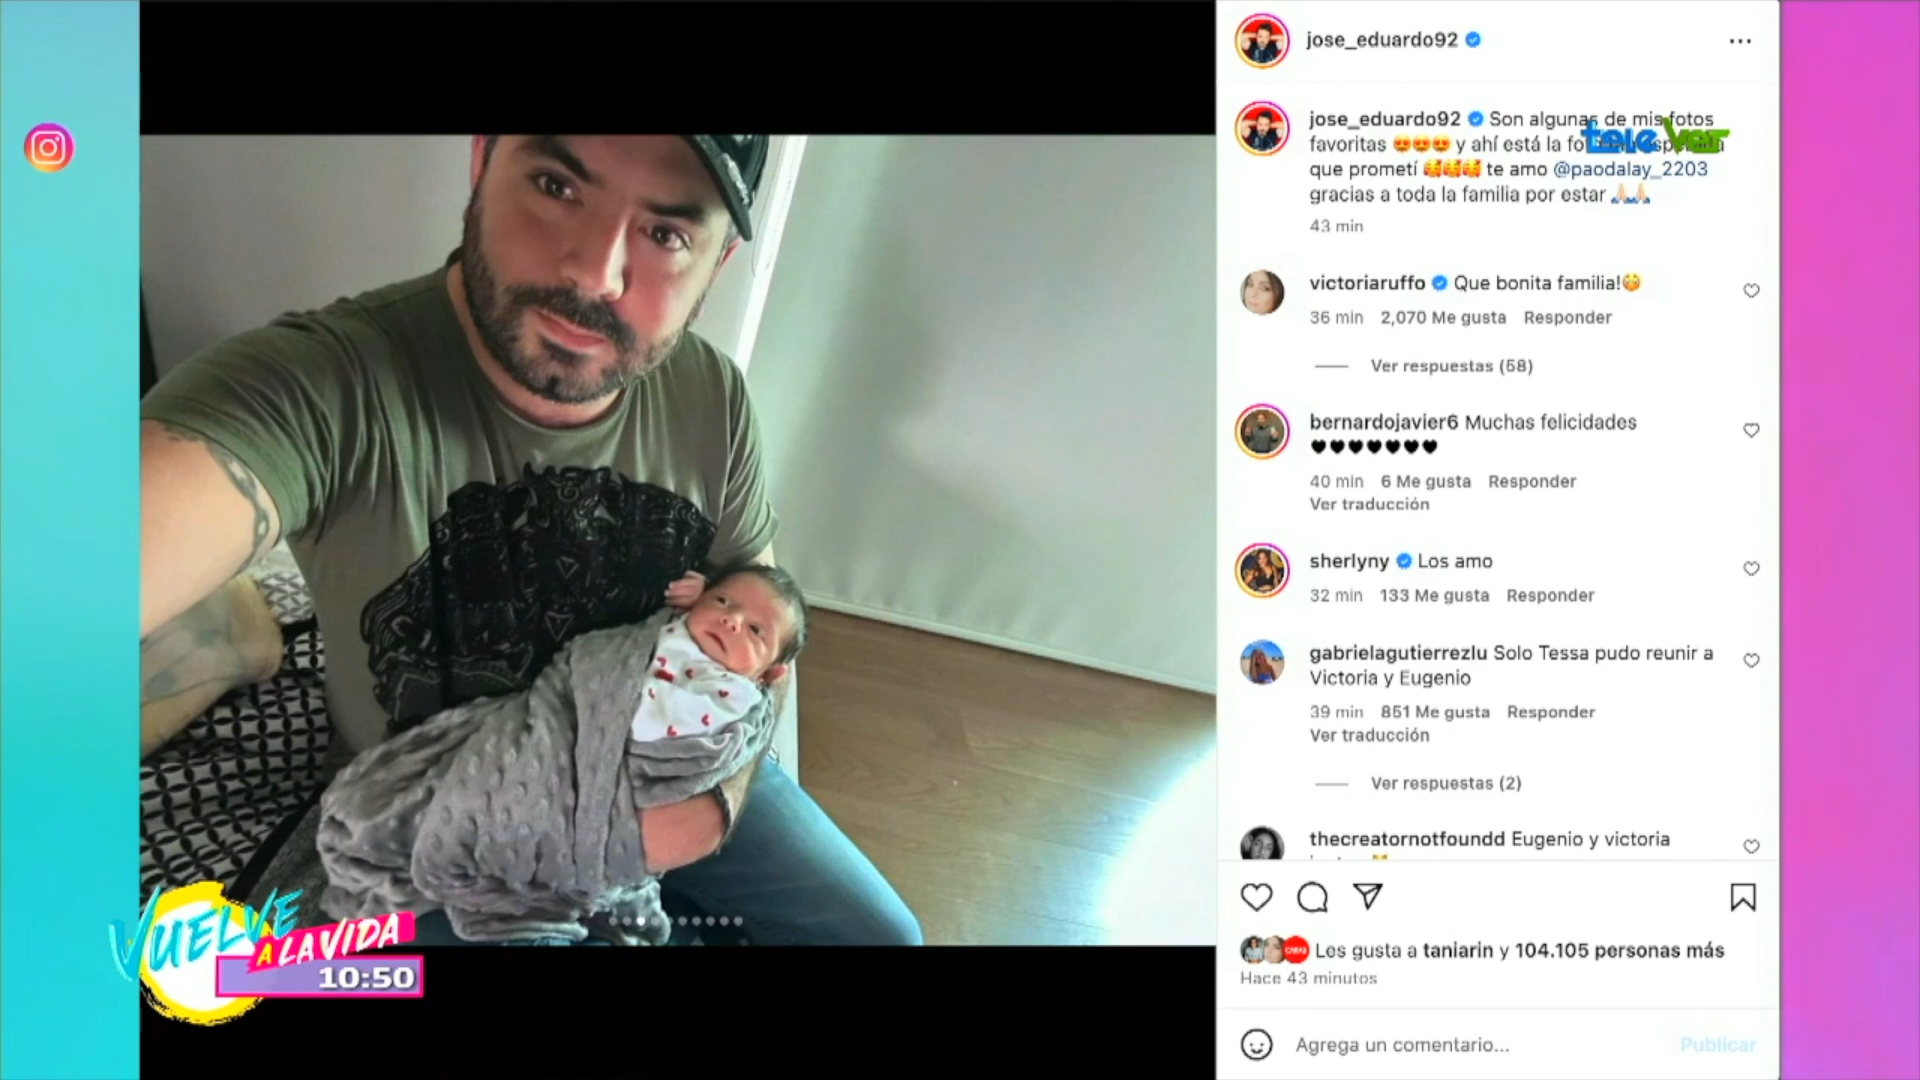 jose_eduardo92
jose_eduardo92 Son algunas de mis fotos
favoritas 😍😍😍 y ahí está la
que prometí 🥰🥰🥰 te amo @paodalay_2203
gracias a toda la familia por estar 🙏🏻🙏🏻
43 min
tele Ver
victoriaruffo Que bonita familia!🥹
36 min 2,070 Me gusta Responder
Ver respuestas (58)
bernardojavier6 Muchas felicidades
🖤🖤🖤🖤🖤🖤🖤
40 min 6 Me gusta Responder
Ver traducción
sherlyny Los amo
32 min 133 Me gusta Responder
gabrielagutierrezlu Solo Tessa pudo reunir a
Victoria y Eugenio
39 min 851 Me gusta Responder
Ver traducción
Ver respuestas (2)
thecreatornotfoundd Eugenio y victoria
Les gusta a taniarin y 104.105 personas más
Hace 43 minutos
Agrega un comentario...
Publicar
VUELVE
A LA VIDA
10:50